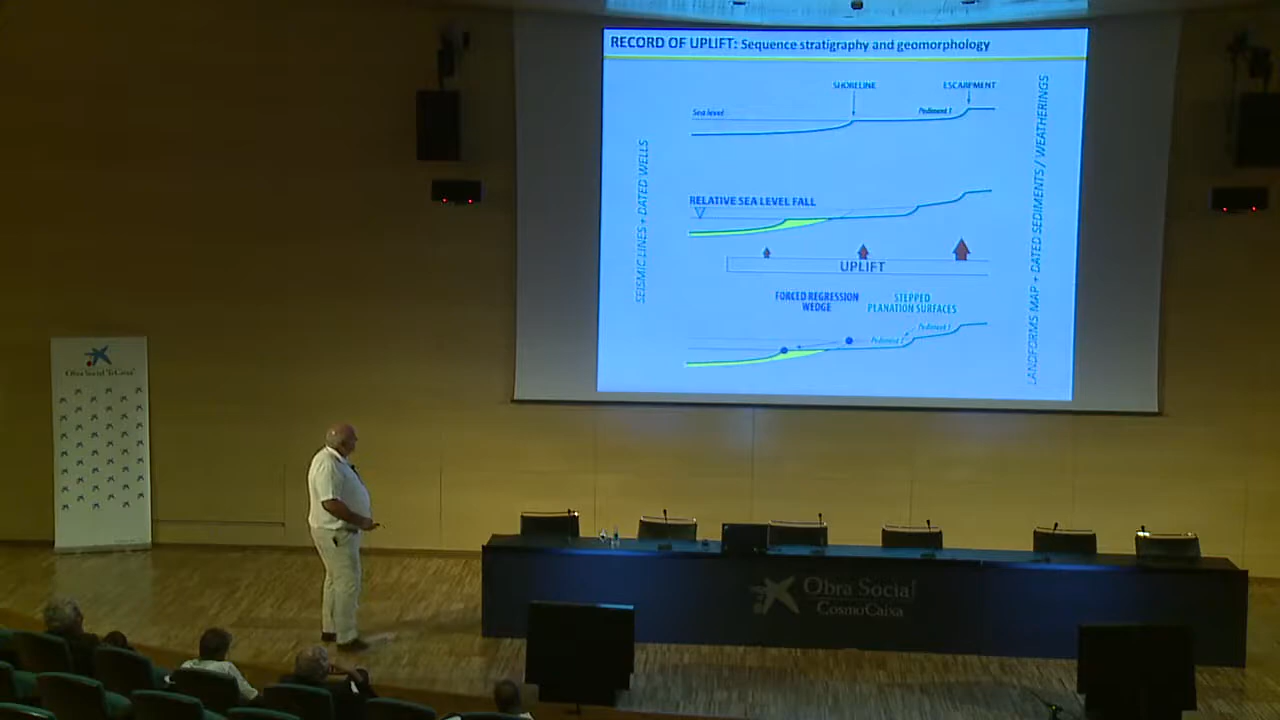 RECORD OF UPLIFT: Sequence stratigraphy and geomorphology
SHORELINE
ESCARPMENT
Sea level
Pediment 1
RELATIVE SEA LEVEL FALL
UPLIFT
FORCED REGRESSION
WEDGE
STEPPED
PLANATION SURFACES
Pediment 1
Pediment 2
SEISMIC LINES + DATED WELLS
LANDFORMS MAP + DATED SEDIMENTS / WEATHERINGS
Obra Social "la Caixa"
Obra Social
CosmoCaixa